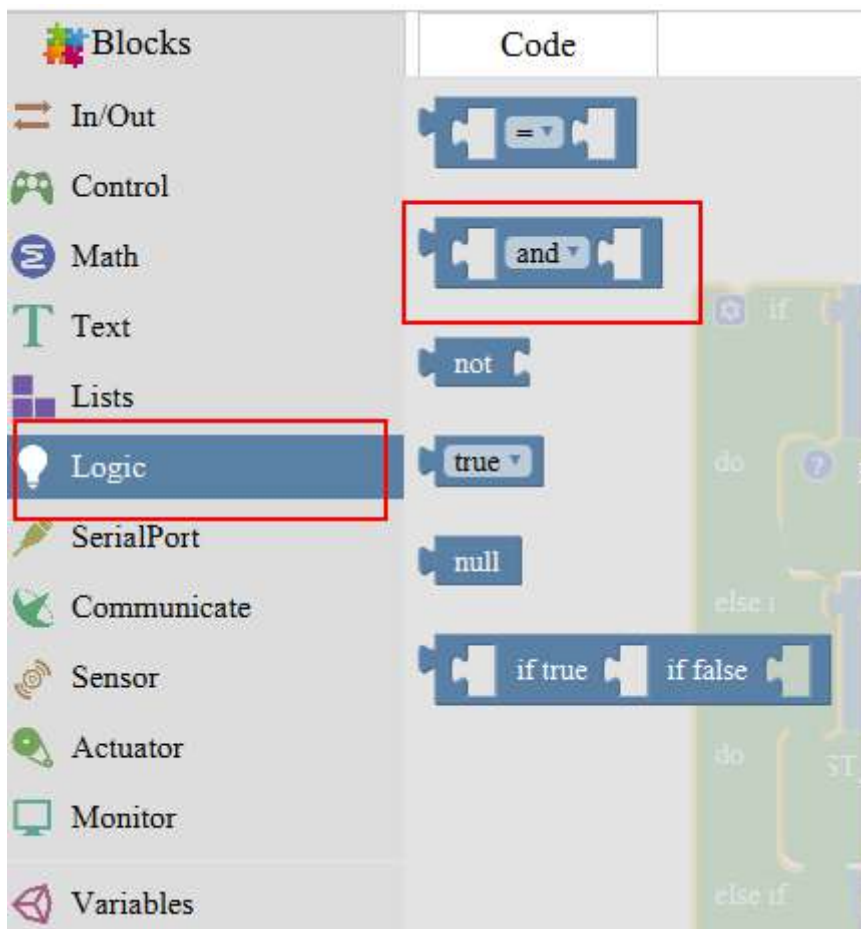 Blocks
Code
In/Out
Control
Math
Text
Lists
Logic
SerialPort
Communicate
Sensor
Actuator
Monitor
Variables
=
and
not
true
null
if true if false
if
do
else i
do ST
else if